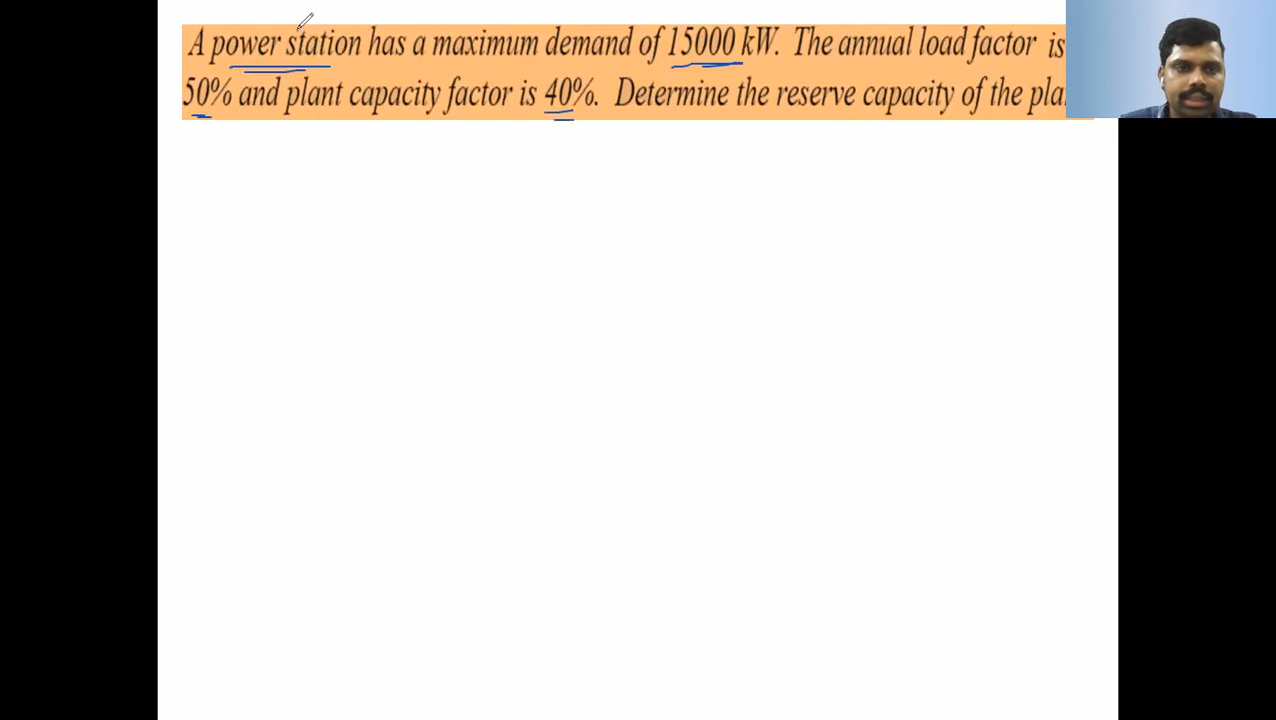 A power station has a maximum demand of 15000 kW. The annual load factor is
50% and plant capacity factor is 40%. Determine the reserve capacity of the